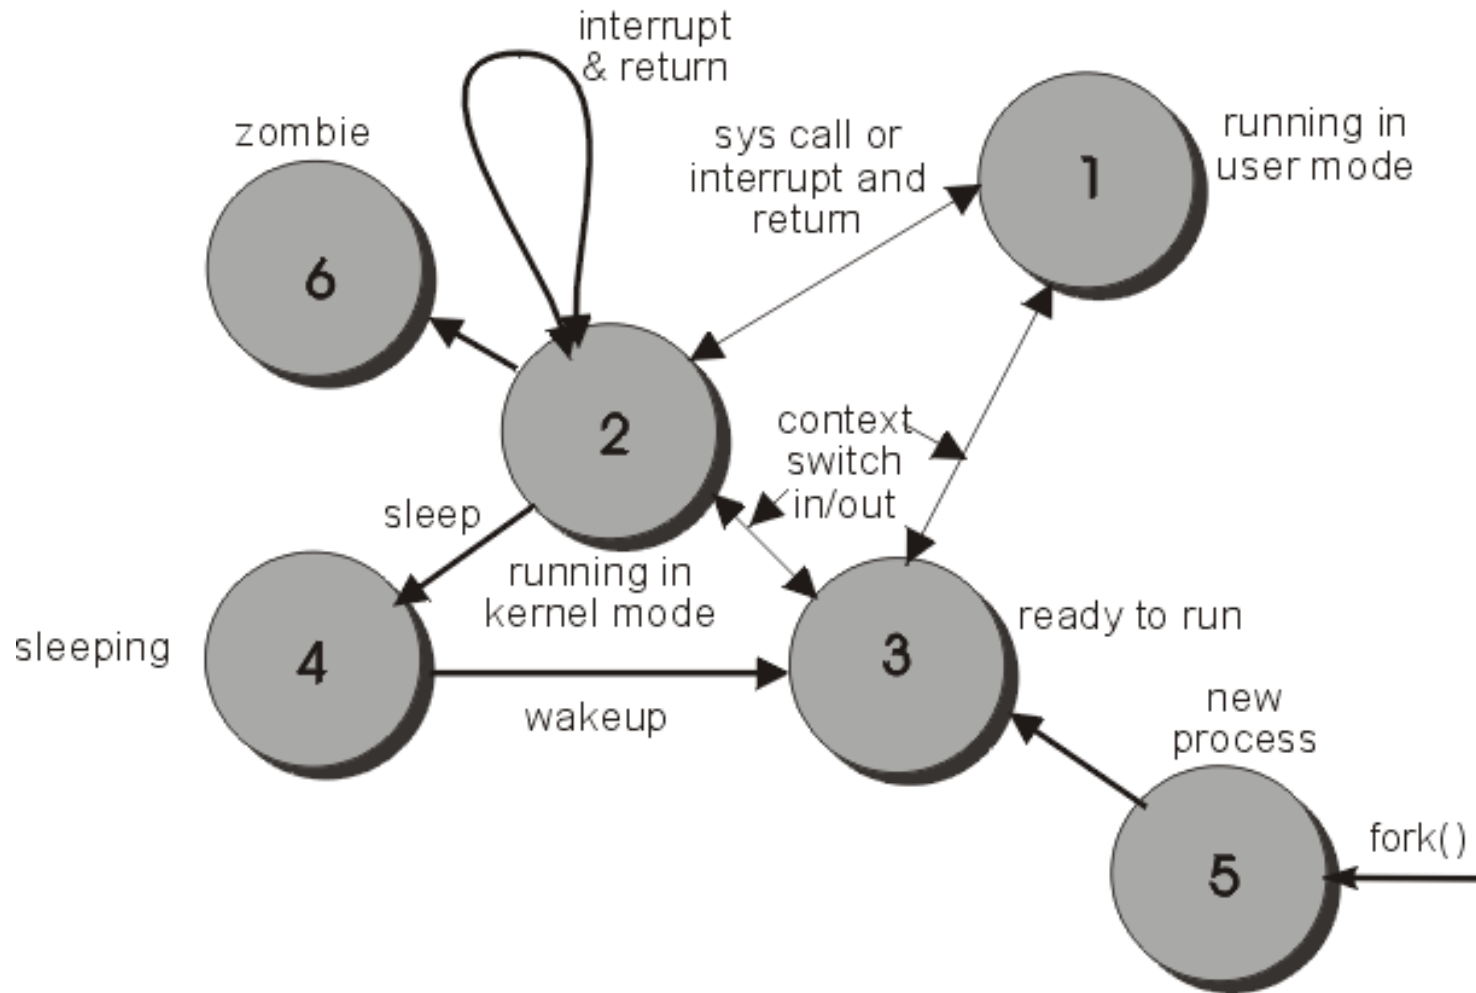 interrupt
& return
zombie
sys call or
interrupt and
return
running in
user mode
1
6
2
context
switch
in/out
sleep
running in
kernel mode
sleeping
4
3
ready to run
wakeup
new
process
5
fork()